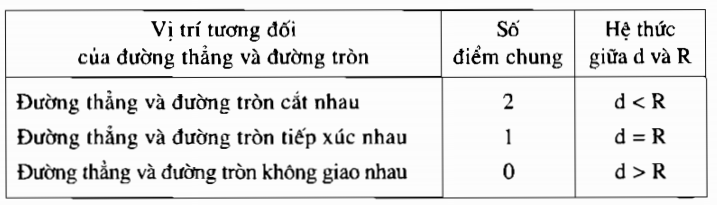 Vị trí tương đối của đường thẳng và đường tròn | Số điểm chung | Hệ thức giữa d và R
Đường thẳng và đường tròn cắt nhau | 2 | d < R
Đường thẳng và đường tròn tiếp xúc nhau | 1 | d = R
Đường thẳng và đường tròn không giao nhau | 0 | d > R